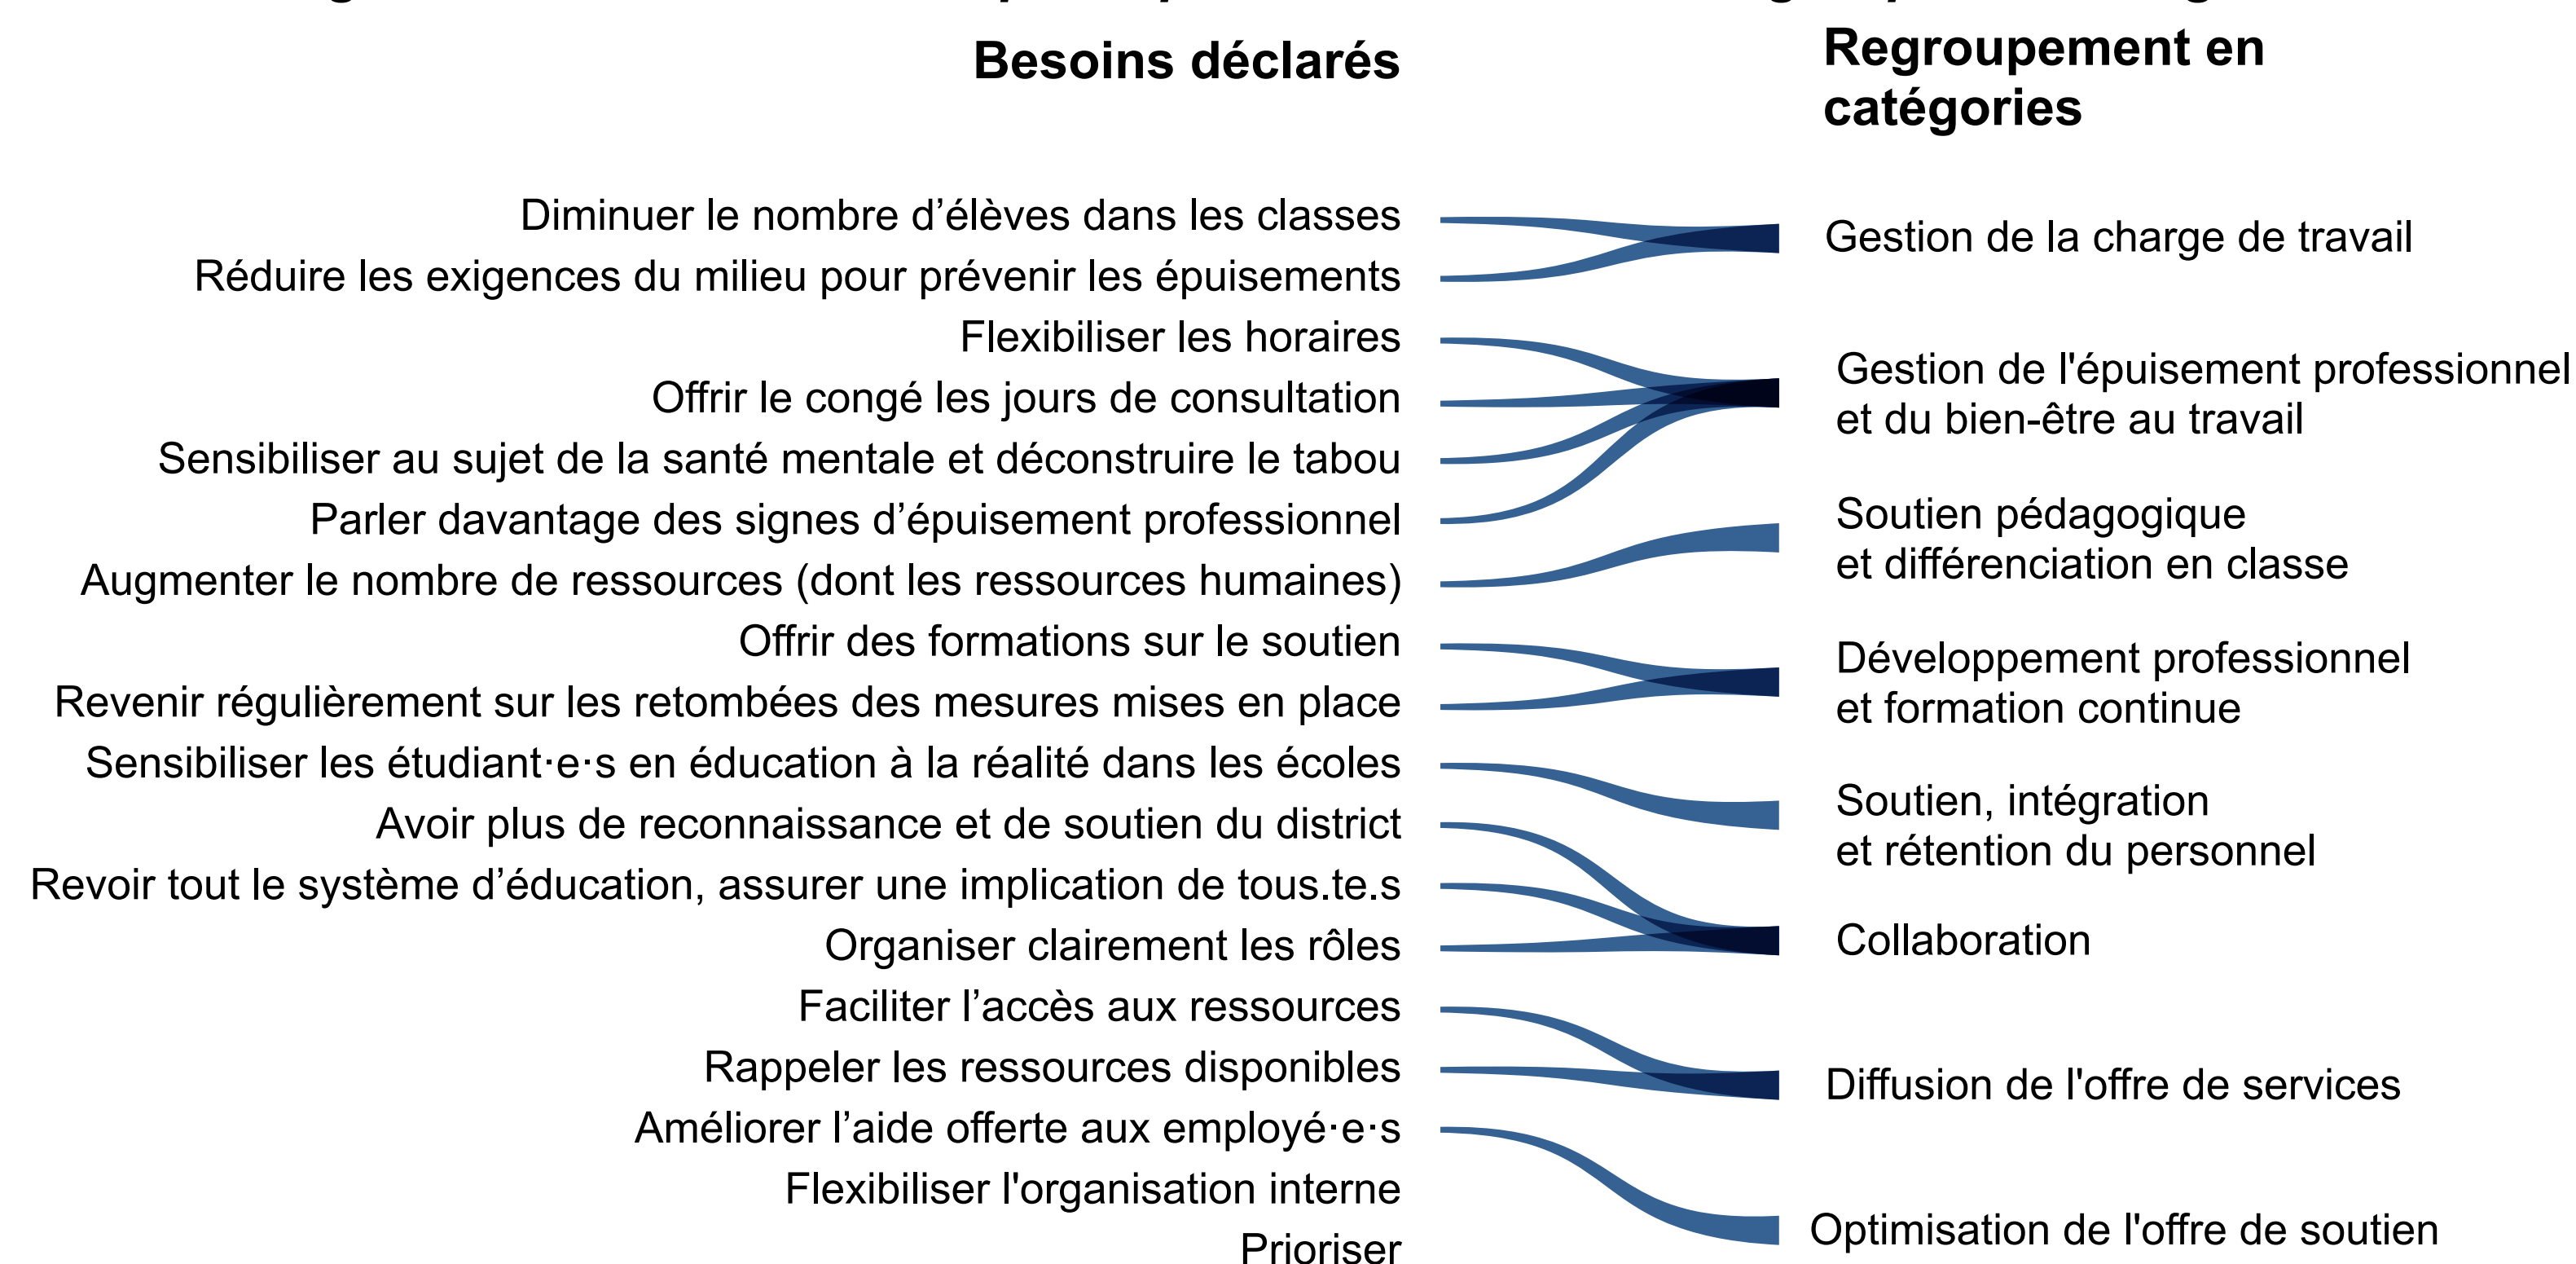 Besoins déclarés
Regroupement en
catégories
Diminuer le nombre d’élèves dans les classes
Réduire les exigences du milieu pour prévenir les épuisements
Flexibiliser les horaires
Offrir le congé les jours de consultation
Sensibiliser au sujet de la santé mentale et déconstruire le tabou
Parler davantage des signes d’épuisement professionnel
Augmenter le nombre de ressources (dont les ressources humaines)
Offrir des formations sur le soutien
Revenir régulièrement sur les retombées des mesures mises en place
Sensibiliser les étudiant·e·s en éducation à la réalité dans les écoles
Avoir plus de reconnaissance et de soutien du district
Revoir tout le système d’éducation, assurer une implication de tous.te.s
Organiser clairement les rôles
Faciliter l’accès aux ressources
Rappeler les ressources disponibles
Améliorer l’aide offerte aux employé·e·s
Flexibiliser l'organisation interne
Prioriser
Gestion de la charge de travail
Gestion de l'épuisement professionnel
et du bien-être au travail
Soutien pédagogique
et différenciation en classe
Développement professionnel
et formation continue
Soutien, intégration
et rétention du personnel
Collaboration
Diffusion de l'offre de services
Optimisation de l'offre de soutien